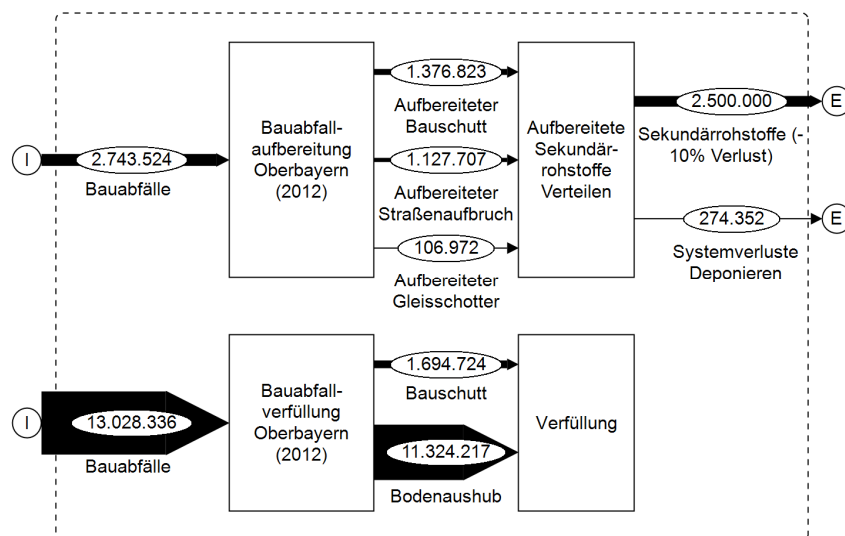 I
2.743.524
Bauabfälle
Bauabfall-
aufbereitung
Oberbayern
(2012)
1.376.823
Aufbereiteter
Bauschutt
1.127.707
Aufbereiteter
Straßenaufbruch
106.972
Aufbereiteter
Gleisschotter
Aufbereitete
Sekundär-
rohstoffe
Verteilen
2.500.000
E
Sekundärrohstoffe (-
10% Verlust)
274.352
E
Systemverluste
Deponieren
I
13.028.336
Bauabfälle
Bauabfall-
verfüllung
Oberbayern
(2012)
1.694.724
Bauschutt
11.324.217
Bodenaushub
Verfüllung